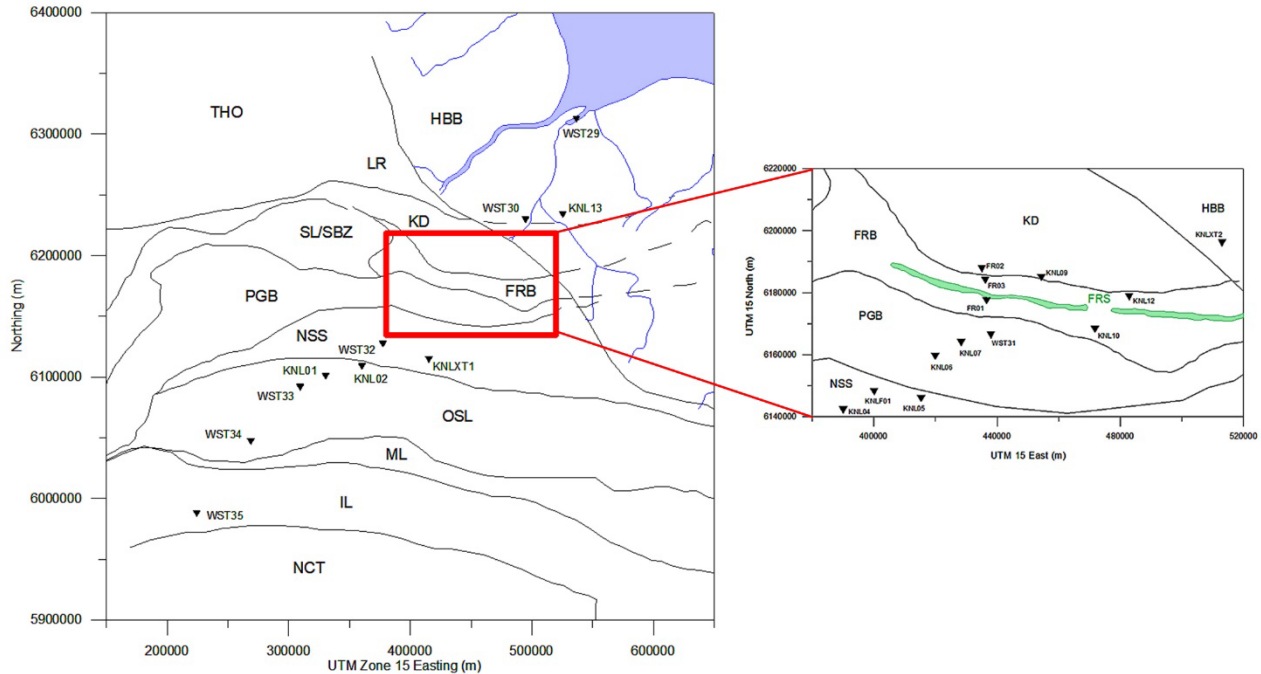 6400000
6300000
6200000
6100000
6000000
5900000
Northing (m)
200000 300000 400000 500000 600000
UTM Zone 15 Easting (m)
THO
HBB
WST29
LR
WST30
KNL13
KD
SL/SBZ
FRB
PGB
NSS
WST32
KNLXT1
KNL01
KNL02
WST33
OSL
WST34
ML
IL
WST35
NCT
6220000
6200000
6180000
6160000
6140000
UTM 15 North (m)
400000 440000 480000 520000
UTM 15 East (m)
HBB
KNLXT2
KD
FRB
FR02
KNL09
FR03
KNL12
FRS
FR01
PGB
KNL10
WST31
KNL07
KNL06
NSS
KNLF01
KNL05
KNL04